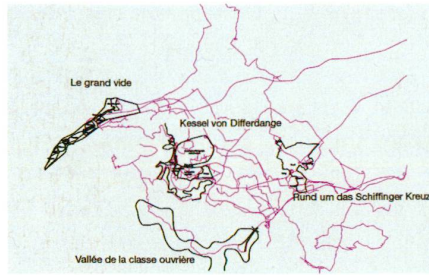 Le grand vide
Kessel von Differdange
Rund um das Schiffinger Kreuz
Vallée de la classe ouvrière